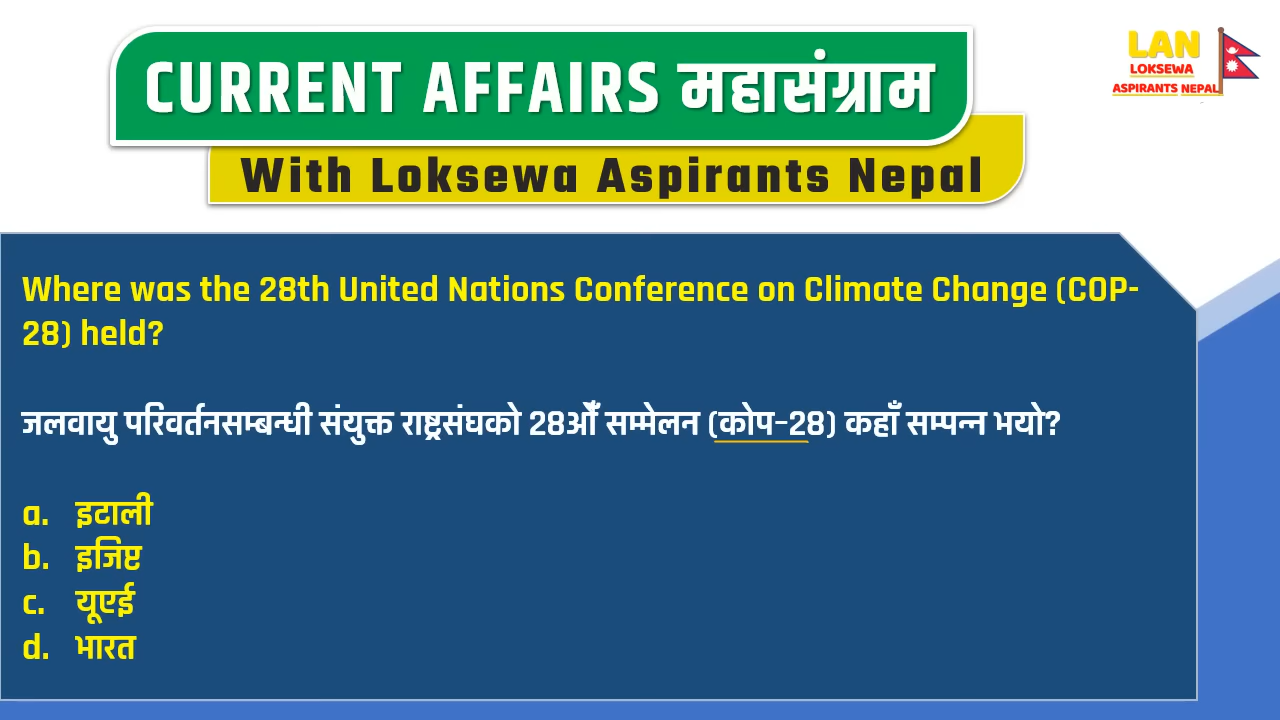 CURRENT AFFAIRS महासंग्राम
LAN
LOKSEWA
ASPIRANTS NEPAL
With Loksewa Aspirants Nepal
Where was the 28th United Nations Conference on Climate Change (COP-
28) held?
जलवायु परिवर्तनसम्बन्धी संयुक्त राष्ट्रसंघको 28औँ सम्मेलन (कोप-28) कहाँ सम्पन्न भयो?
a. इटाली
b. इजिप्ट
c. यूएई
d. भारत